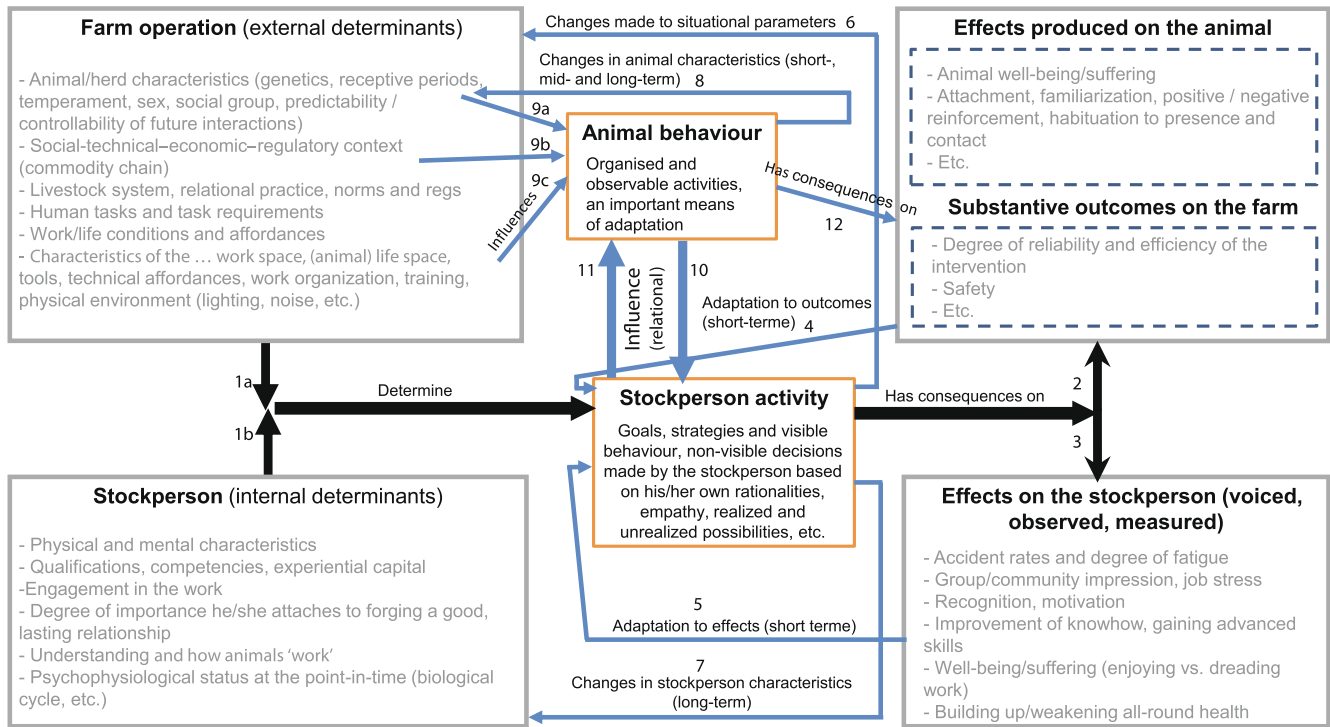 Farm operation (external determinants)
- Animal/herd characteristics (genetics, receptive periods,
temperament, sex, social group, predictability /
controllability of future interactions)
- Social-technical–economic–regulatory context
(commodity chain)
- Livestock system, relational practice, norms and regs
- Human tasks and task requirements
- Work/life conditions and affordances
- Characteristics of the … work space, (animal) life space,
tools, technical affordances, work organization, training,
physical environment (lighting, noise, etc.)
Changes made to situational parameters 6
Changes in animal characteristics (short-,
mid- and long-term) 8
9a
9b
9c
Influences
Animal behaviour
Organised and
observable activities,
an important means
of adaptation
Has consequences on
12
Effects produced on the animal
- Animal well-being/suffering
- Attachment, familiarization, positive / negative
reinforcement, habituation to presence and
contact
- Etc.
Substantive outcomes on the farm
- Degree of reliability and efficiency of the
intervention
- Safety
- Etc.
11
Influence
(relational)
10
Adaptation to outcomes
(short-terme) 4
1a
1b
Determine
Stockperson activity
Goals, strategies and visible
behaviour, non-visible decisions
made by the stockperson based
on his/her own rationalities,
empathy, realized and
unrealized possibilities, etc.
Has consequences on
2
3
Stockperson (internal determinants)
- Physical and mental characteristics
- Qualifications, competencies, experiential capital
-Engagement in the work
- Degree of importance he/she attaches to forging a good,
lasting relationship
- Understanding and how animals ‘work’
- Psychophysiological status at the point-in-time (biological
cycle, etc.)
5
Adaptation to effects (short terme)
7
Changes in stockperson characteristics
(long-term)
Effects on the stockperson (voiced,
observed, measured)
- Accident rates and degree of fatigue
- Group/community impression, job stress
- Recognition, motivation
- Improvement of knowhow, gaining advanced
skills
- Well-being/suffering (enjoying vs. dreading
work)
- Building up/weakening all-round health